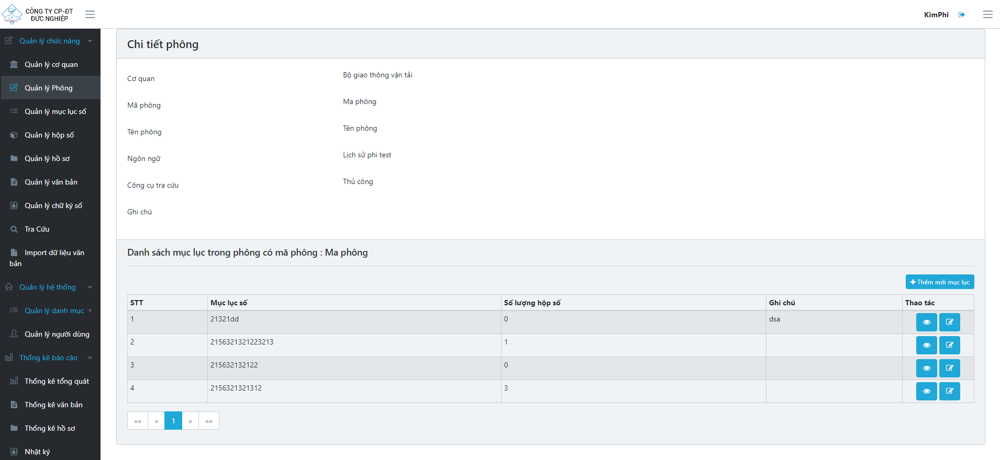 CÔNG TY CP-ĐT
ĐỨC NGHIỆP
KimPhi
Quản lý chức năng
Quản lý cơ quan
Quản lý Phông
Quản lý mục lục số
Quản lý hộp số
Quản lý hồ sơ
Quản lý văn bản
Quản lý chữ ký số
Tra Cứu
Import dữ liệu văn
bản
Quản lý hệ thống
Quản lý danh mục
Quản lý người dùng
Thống kê báo cáo
Thống kê tổng quát
Thống kê văn bản
Thống kê hồ sơ
Nhật ký
Chi tiết phông
Cơ quan Bộ giao thông vận tải
Mã phông Ma phông
Tên phông Tên phông
Ngôn ngữ Lịch sử phi test
Công cụ tra cứu Thủ công
Ghi chú
Danh sách mục lục trong phông có mã phông : Ma phông
Thêm mới mục lục
STT Mục lục số Số lượng hộp số Ghi chú Thao tác
1 21321dd 0 dsa
2 2156321321223213 1
3 215632132122 0
4 2156321321312 3
«« « 1 » »»